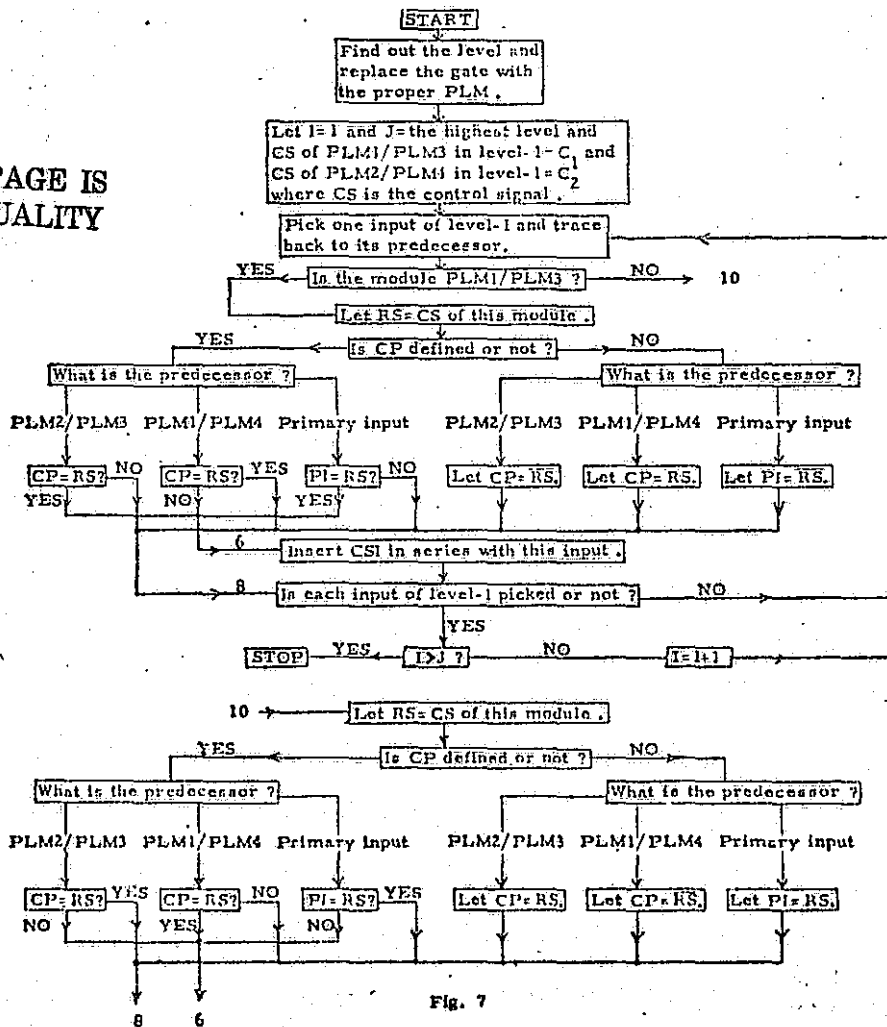 PAGE IS
UALITY
START
Find out the level and
replace the gate with
the proper PLM .
Let I=1 and J=the highest level and
CS of PLM1/PLM3 in level-1=C₁ and
CS of PLM2/PLM4 in level-1=C₂
where CS is the control signal .
Pick one input of level-I and trace
back to its predecessor.
YES Is the module PLM1/PLM3 ? NO 10
Let RS=CS of this module .
YES Is CP defined or not ? NO
What is the predecessor ? What is the predecessor ?
PLM2/PLM3 PLM1/PLM4 Primary input PLM2/PLM3 PLM1/PLM4 Primary input
CP=RS? NO CP=RS? YES PI=RS? NO Let CP=R̅S̅. Let CP=RS. Let PI=R̅S̅.
YES NO YES
6 Insert CSI in series with this input .
8 Is each input of level-1 picked or not ? NO
YES
STOP YES I>J ? NO I=I+1
10 Let RS=CS of this module .
YES Is CP defined or not ? NO
What is the predecessor ? What is the predecessor ?
PLM2/PLM3 PLM1/PLM4 Primary input PLM2/PLM3 PLM1/PLM4 Primary input
CP=RS? YES CP=RS? NO PI=RS? YES Let CP=RS. Let CP=R̅S̅. Let PI=RS.
NO YES NO
8 6
Fig. 7